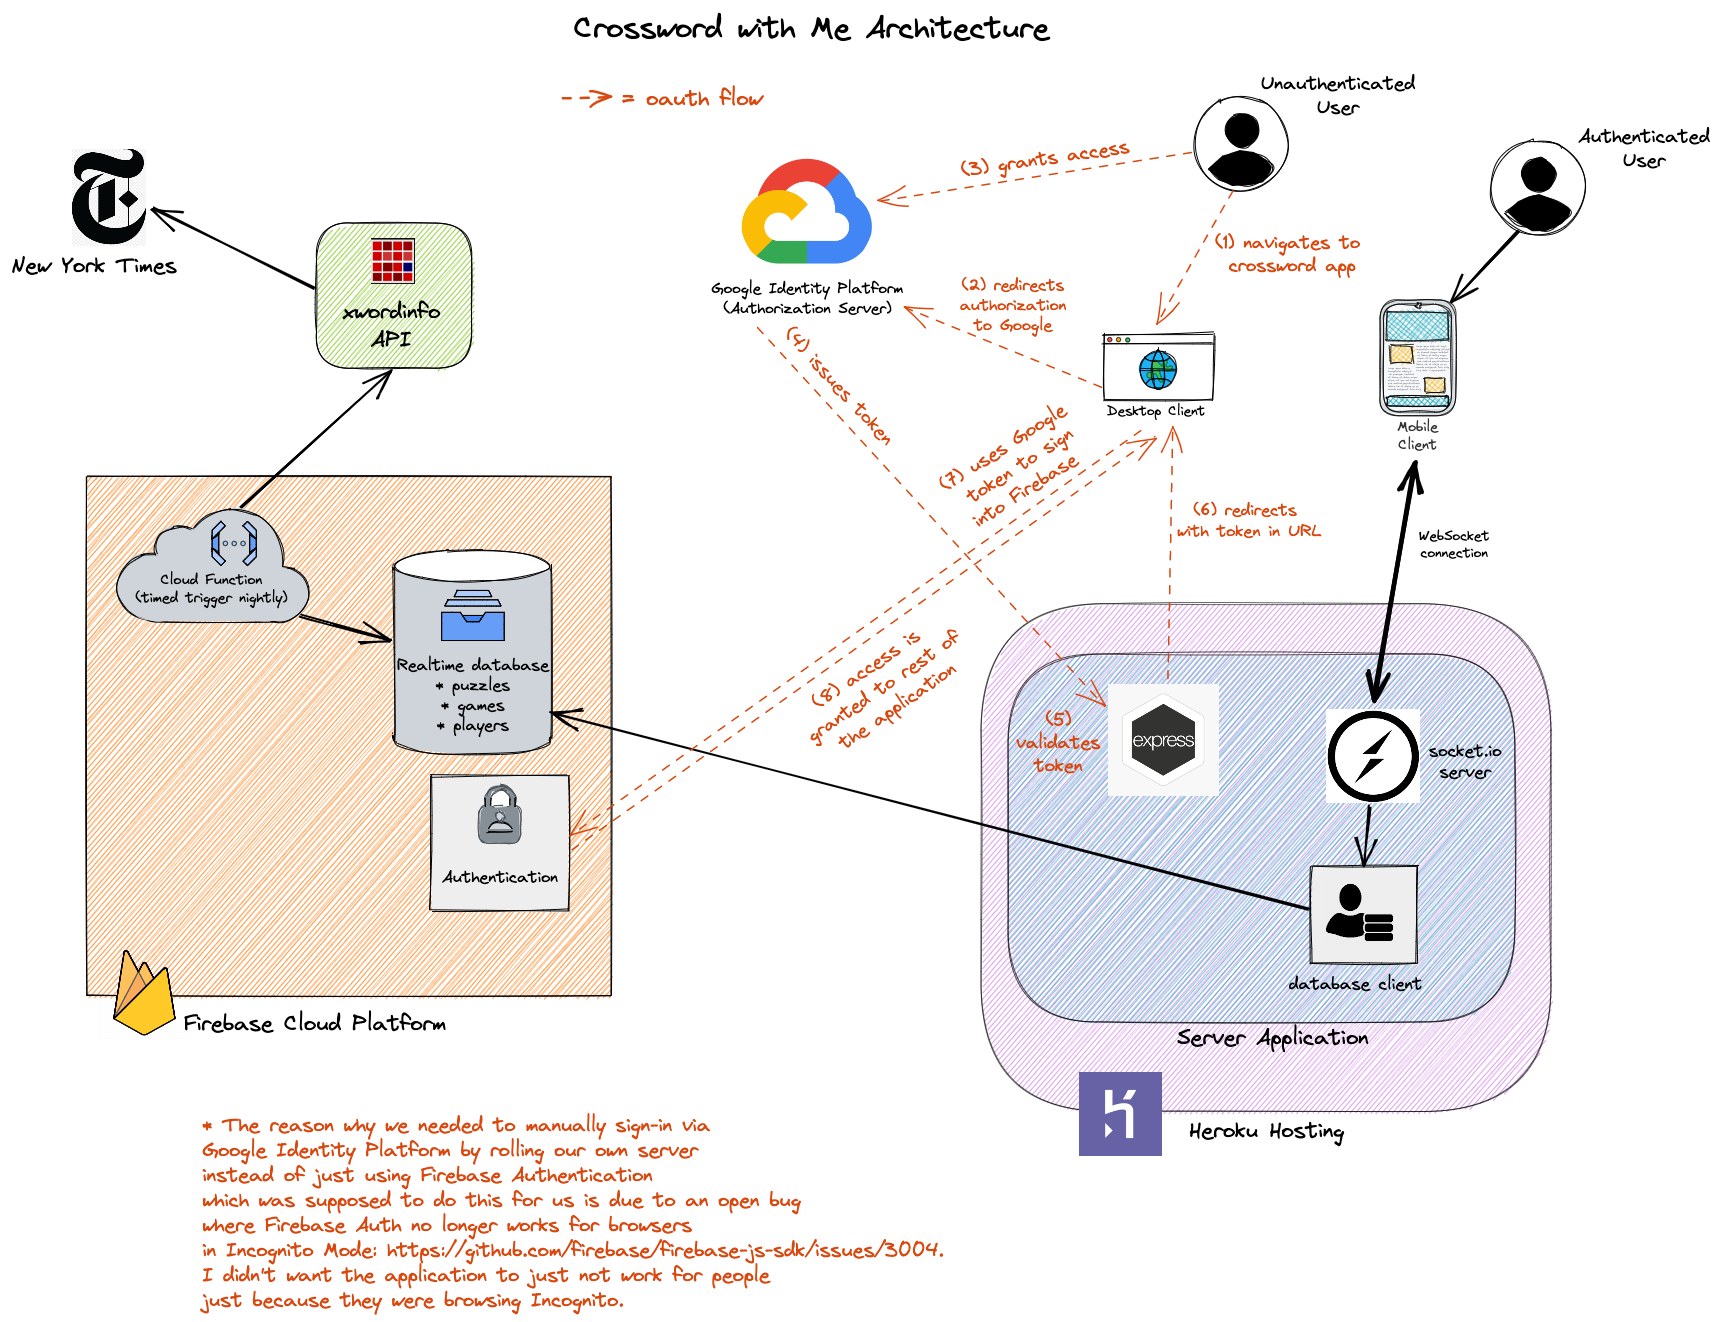 Crossword with Me Architecture
= oauth flow
Unauthenticated
User
Authenticated
User
(3) grants access
New York Times
xwordinfo
API
Google Identity Platform
(Authorization Server)
(1) navigates to
crossword app
(2) redirects
authorization
to Google
(4) issues token
Desktop Client
Mobile
Client
(7) uses Google
token to sign
into Firebase
(6) redirects
with token in URL
WebSocket
connection
Cloud Function
(timed trigger nightly)
Realtime database
* puzzles
* games
* players
(8) access is
granted to rest of
the application
(5)
validates
token
express
socket.io
server
Authentication
database client
Firebase Cloud Platform
Server Application
Heroku Hosting
* The reason why we needed to manually sign-in via
Google Identity Platform by rolling our own server
instead of just using Firebase Authentication
which was supposed to do this for us is due to an open bug
where Firebase Auth no longer works for browsers
in Incognito Mode: https://github.com/firebase/firebase-js-sdk/issues/3004.
I didn't want the application to just not work for people
just because they were browsing Incognito.